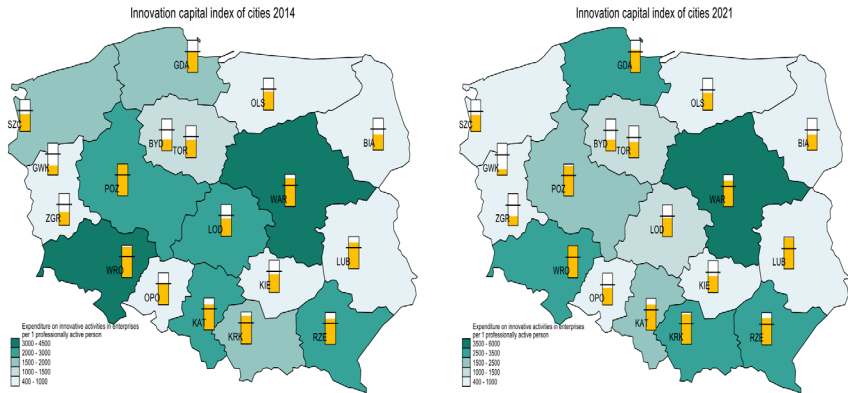 Innovation capital index of cities 2014
GDA
OLS
SZC
BYD
TOR
BIA
GWK
POZ
WAR
ZGR
LOD
WRO
LUB
OPO
KIE
KAT
KRK
RZE
Expenditure on innovative activities in enterprises
per 1 professionally active person
3000 - 4500
2000 - 3000
1500 - 2000
1000 - 1500
400 - 1000
Innovation capital index of cities 2021
GDA
OLS
SZC
BYD
TOR
BIA
GWK
POZ
WAR
ZGR
LOD
WRO
LUB
OPO
KIE
KAT
KRK
RZE
Expenditure on innovative activities in enterprises
per 1 professionally active person
3500 - 6000
2500 - 3500
1500 - 2500
1000 - 1500
400 - 1000